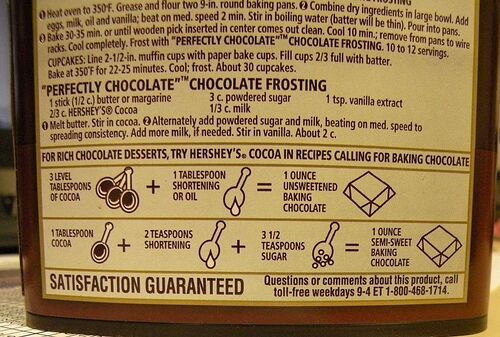 FROSTING
❶Heat oven to 350°F. Grease and flour two 9-in. round baking pans. ❷ Combine dry ingredients in large bowl. Add
eggs, milk, oil and vanilla; beat on med. speed 2 min. Stir in boiling water (batter will be thin). Pour into pans.
❸Bake 30-35 min. or until wooden pick inserted in center comes out clean. Cool 10 min.; remove from pans to wire
racks. Cool completely. Frost with "PERFECTLY CHOCOLATE"™ CHOCOLATE FROSTING. 10 to 12 servings.
CUPCAKES: Line 2-1/2-in. muffin cups with paper bake cups. Fill cups 2/3 full with batter.
Bake at 350°F for 22-25 minutes. Cool; frost. About 30 cupcakes.
"PERFECTLY CHOCOLATE"™ CHOCOLATE FROSTING
1 stick (1/2 c.) butter or margarine 3 c. powdered sugar 1 tsp. vanilla extract
2/3 c. HERSHEY'S® Cocoa 1/3 c. milk
❶ Melt butter. Stir in cocoa. ❷ Alternately add powdered sugar and milk, beating on med. speed to
spreading consistency. Add more milk, if needed. Stir in vanilla. About 2 c.
FOR RICH CHOCOLATE DESSERTS, TRY HERSHEY'S® COCOA IN RECIPES CALLING FOR BAKING CHOCOLATE
3 LEVEL
TABLESPOONS
OF COCOA
+
1 TABLESPOON
SHORTENING
OR OIL
=
1 OUNCE
UNSWEETENED
BAKING
CHOCOLATE
1 TABLESPOON
COCOA
+
2 TEASPOONS
SHORTENING
+
3 1/2
TEASPOONS
SUGAR
=
1 OUNCE
SEMI-SWEET
BAKING
CHOCOLATE
SATISFACTION GUARANTEED
Questions or comments about this product, call
toll-free weekdays 9-4 ET 1-800-468-1714.